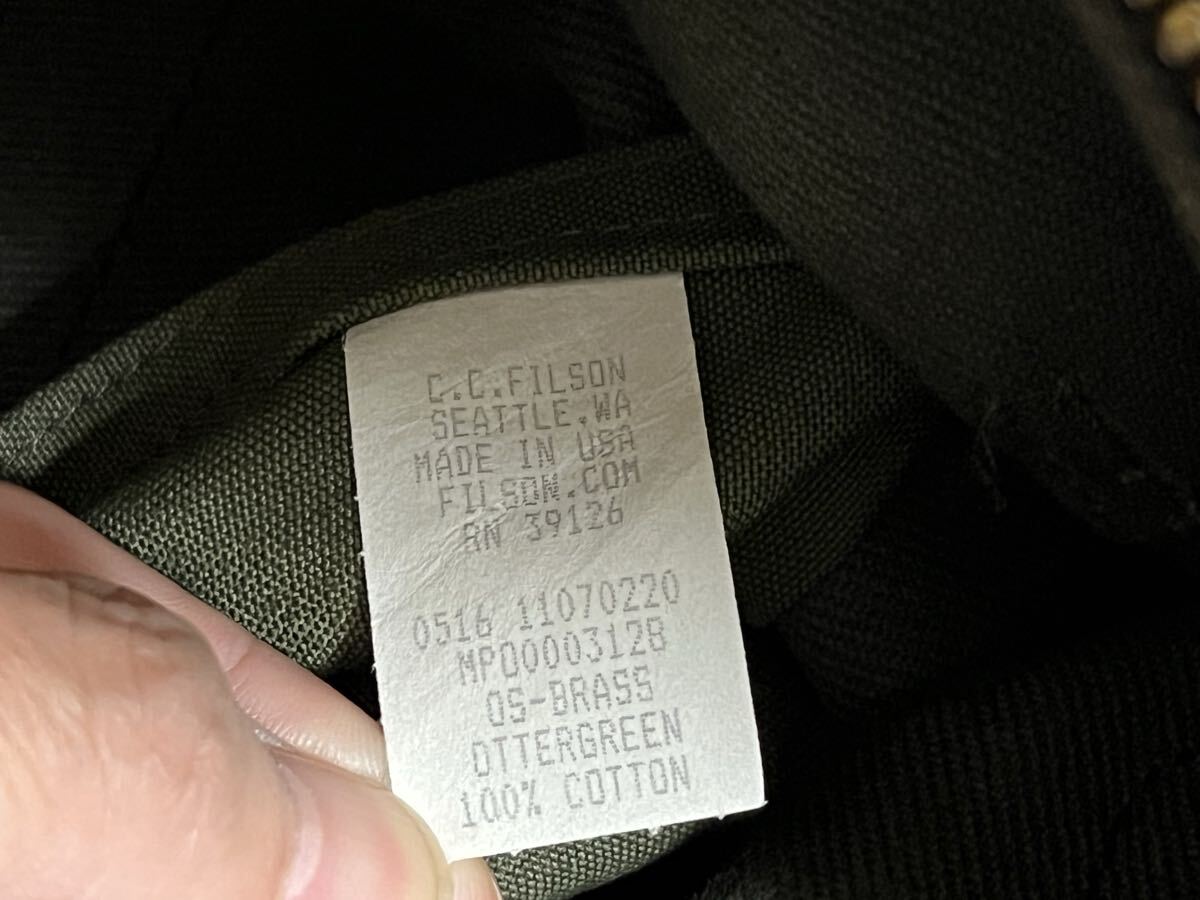 C.C.FILSON
SEATTLE,WA
MADE IN USA
FILSON.COM
RN 39126
0516 11070220
MP00003128
OS-BRASS
OTTERGREEN
100% COTTON